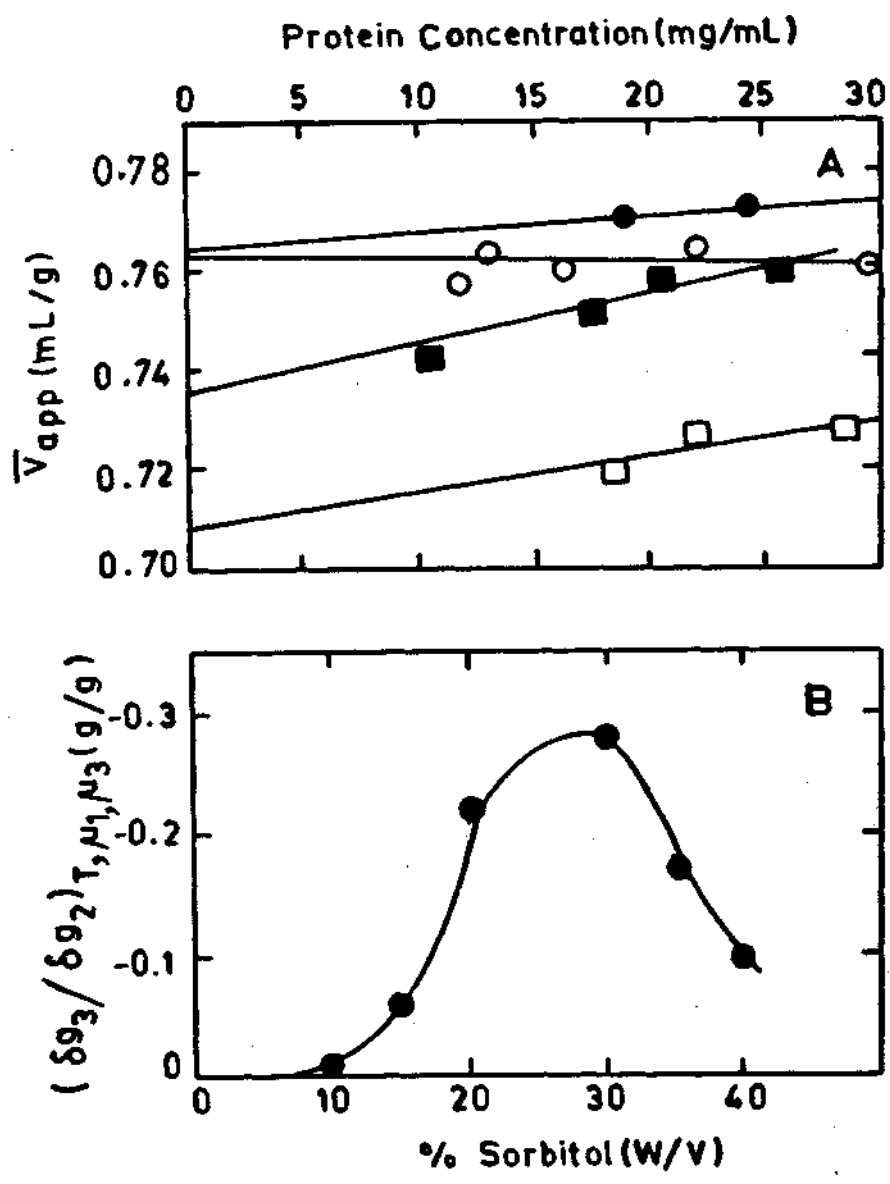 Protein Concentration (mg/mL)
0 5 10 15 20 25 30
A
0.78
0.76
0.74
0.72
0.70
V̅app (mL/g)
B
-0.3
-0.2
-0.1
0
(δg3/δg2)T,μ1,μ3 (g/g)
0 10 20 30 40
% Sorbitol (W/V)